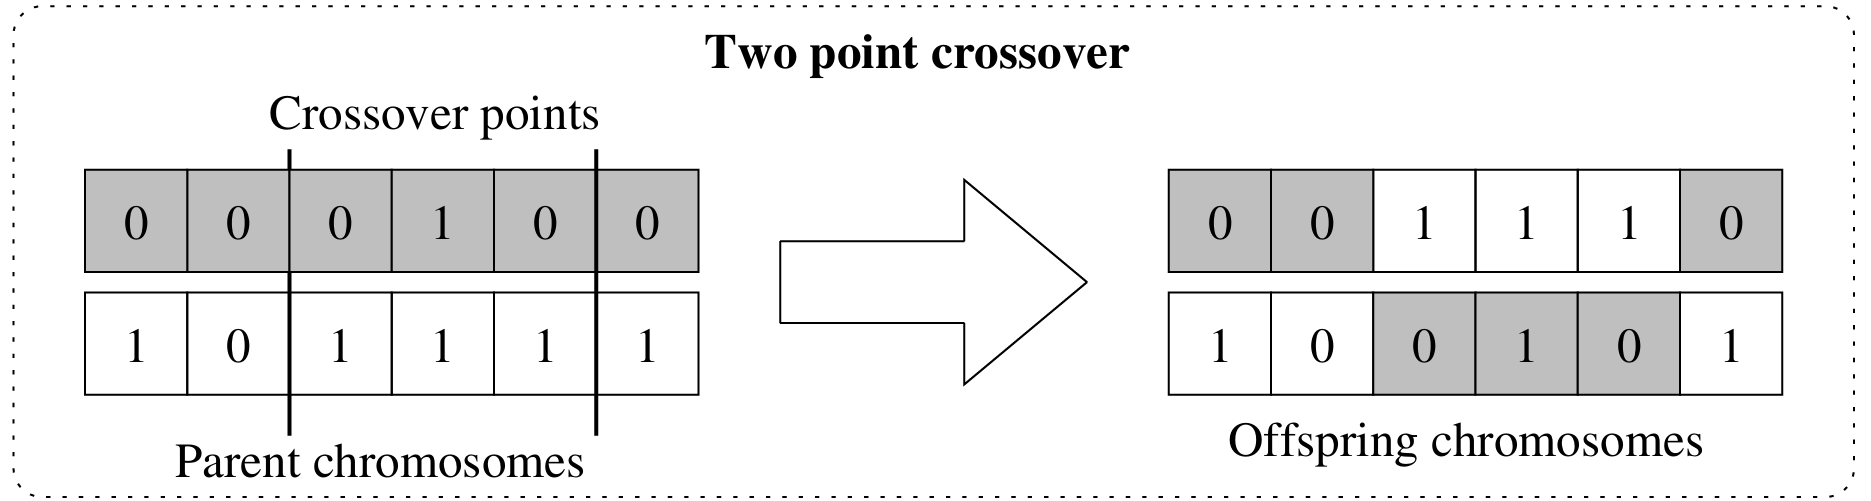 Two point crossover
Crossover points
0 0 0 1 0 0
1 0 1 1 1 1
Parent chromosomes
0 0 1 1 1 0
1 0 0 1 0 1
Offspring chromosomes